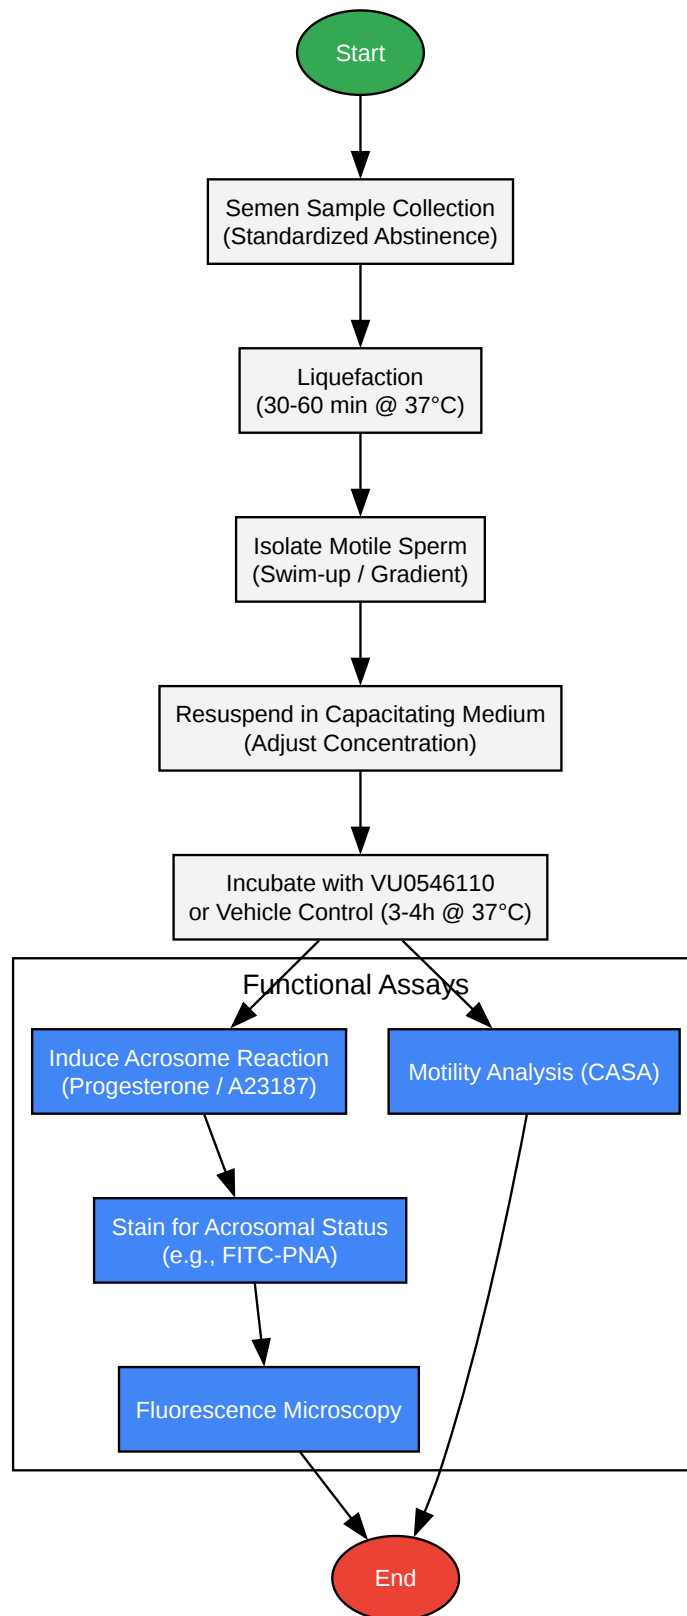 Start
Semen Sample Collection
(Standardized Abstinence)
Liquefaction
(30-60 min @ 37°C)
Isolate Motile Sperm
(Swim-up / Gradient)
Resuspend in Capacitating Medium
(Adjust Concentration)
Incubate with VU0546110
or Vehicle Control (3-4h @ 37°C)
Functional Assays
Induce Acrosome Reaction
(Progesterone / A23187)
Motility Analysis (CASA)
Stain for Acrosomal Status
(e.g., FITC-PNA)
Fluorescence Microscopy
End